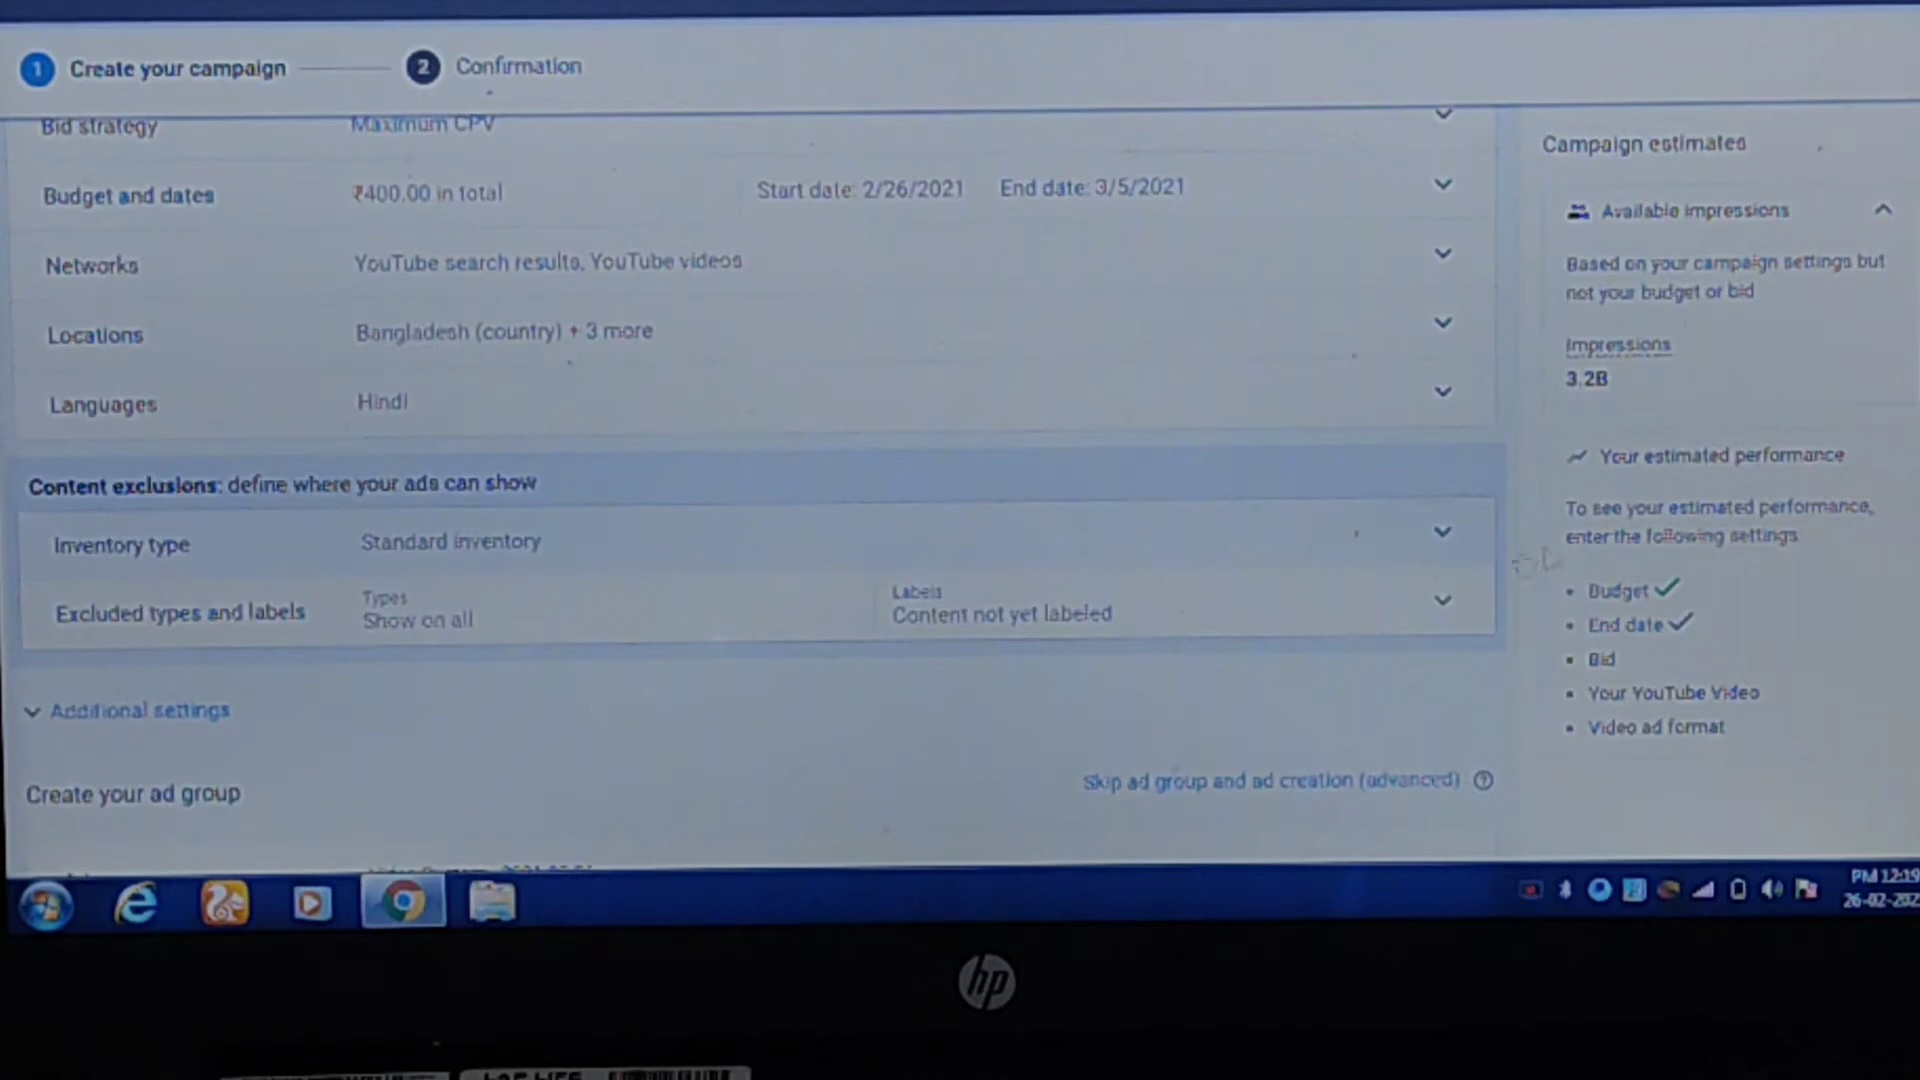 1 Create your campaign
2 Confirmation
Bid strategy Maximum CPV
Budget and dates ₹400.00 in total Start date: 2/26/2021 End date: 3/5/2021
Networks YouTube search results, YouTube videos
Locations Bangladesh (country) + 3 more
Languages Hindi
Content exclusions: define where your ads can show
Inventory type Standard inventory
Excluded types and labels
Types
Show on all
Labels
Content not yet labeled
Additional settings
Create your ad group
Skip ad group and ad creation (advanced)
Campaign estimates
Available impressions
Based on your campaign settings but
not your budget or bid
Impressions
3.2B
Your estimated performance
To see your estimated performance,
enter the following settings
Budget
End date
Bid
Your YouTube Video
Video ad format
PM 12:19
26-02-202
hp